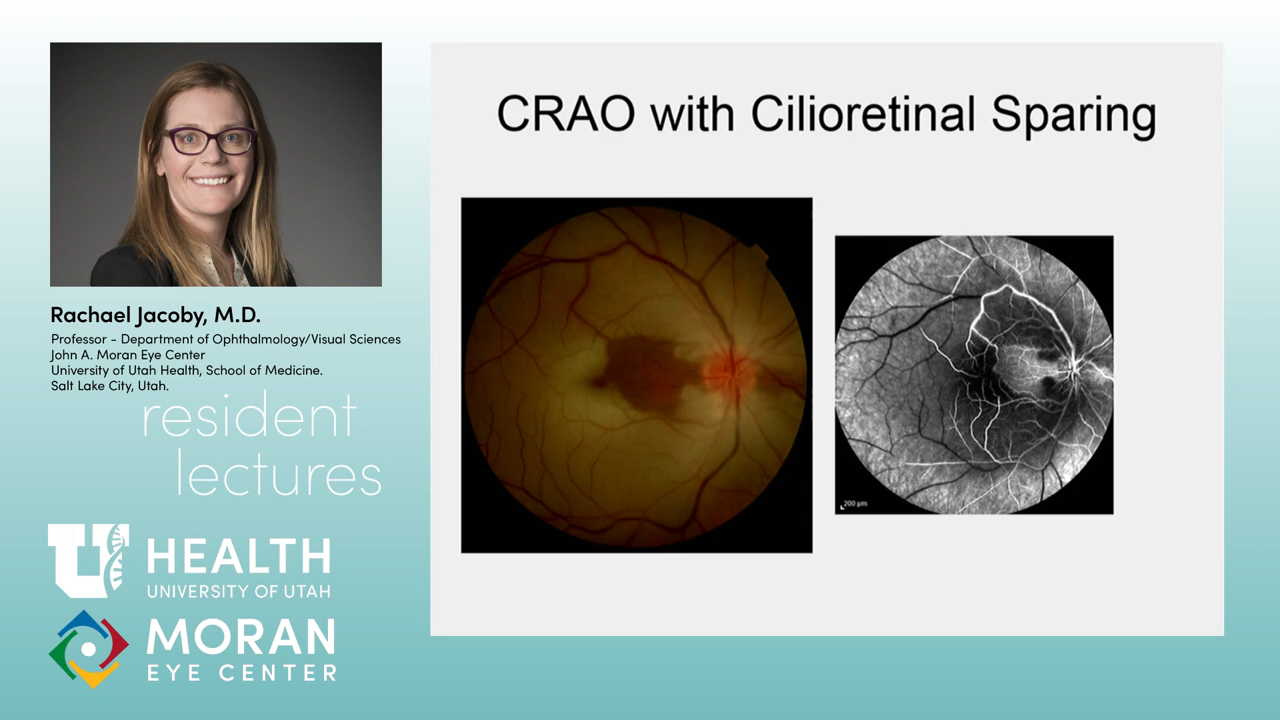 Rachael Jacoby, M.D.
Professor - Department of Ophthalmology/Visual Sciences
John A. Moran Eye Center
University of Utah Health, School of Medicine.
Salt Lake City, Utah.
resident
lectures
U HEALTH
UNIVERSITY OF UTAH
MORAN
EYE CENTER
CRAO with Cilioretinal Sparing
200 µm